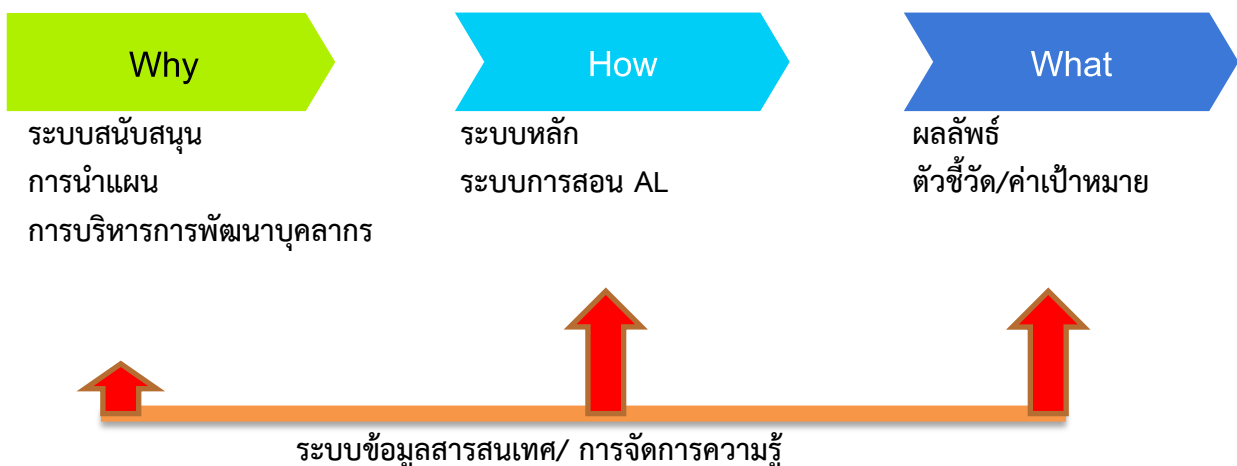 Why
How
What
ระบบสนับสนุน
การนำแผน
การบริหารการพัฒนาบุคลากร
ระบบหลัก
ระบบการสอน AL
ผลลัพธ์
ตัวชี้วัด/ค่าเป้าหมาย
ระบบข้อมูลสารสนเทศ/ การจัดการความรู้